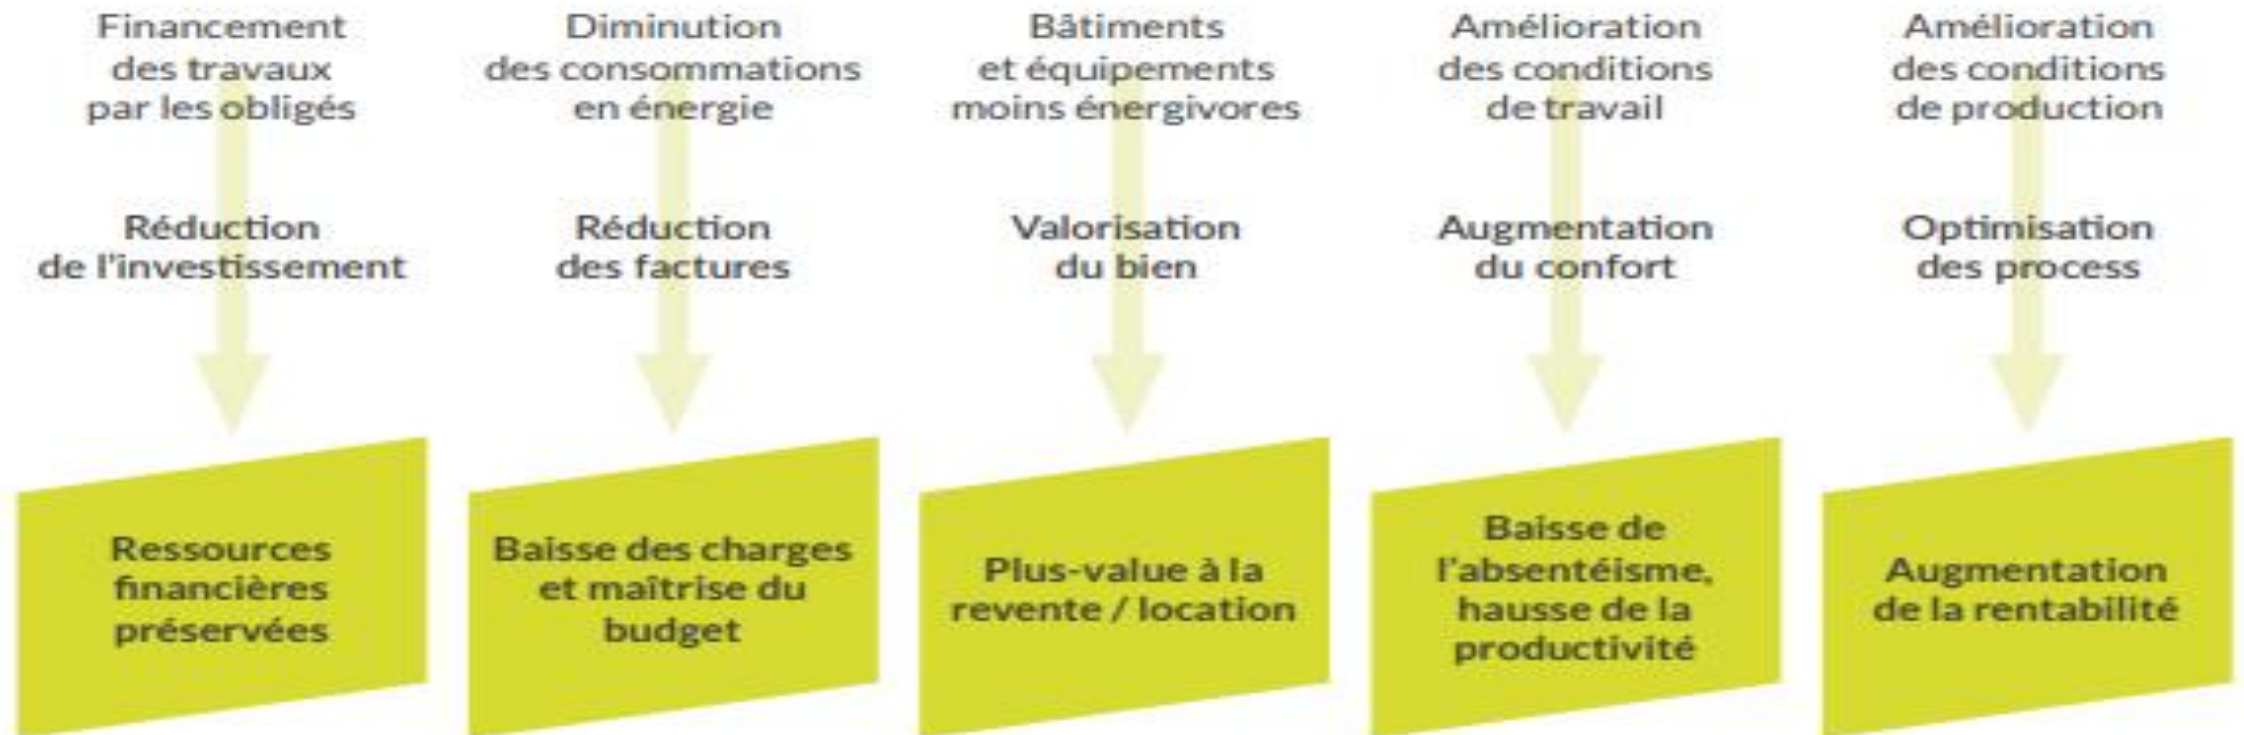 Financement
des travaux
par les obligés
Réduction
de l'investissement
Ressources
financières
préservées
Diminution
des consommations
en énergie
Réduction
des factures
Baisse des charges
et maîtrise du
budget
Bâtiments
et équipements
moins énergivores
Valorisation
du bien
Plus-value à la
revente / location
Amélioration
des conditions
de travail
Augmentation
du confort
Baisse de
l'absentéisme,
hausse de la
productivité
Amélioration
des conditions
de production
Optimisation
des process
Augmentation
de la rentabilité